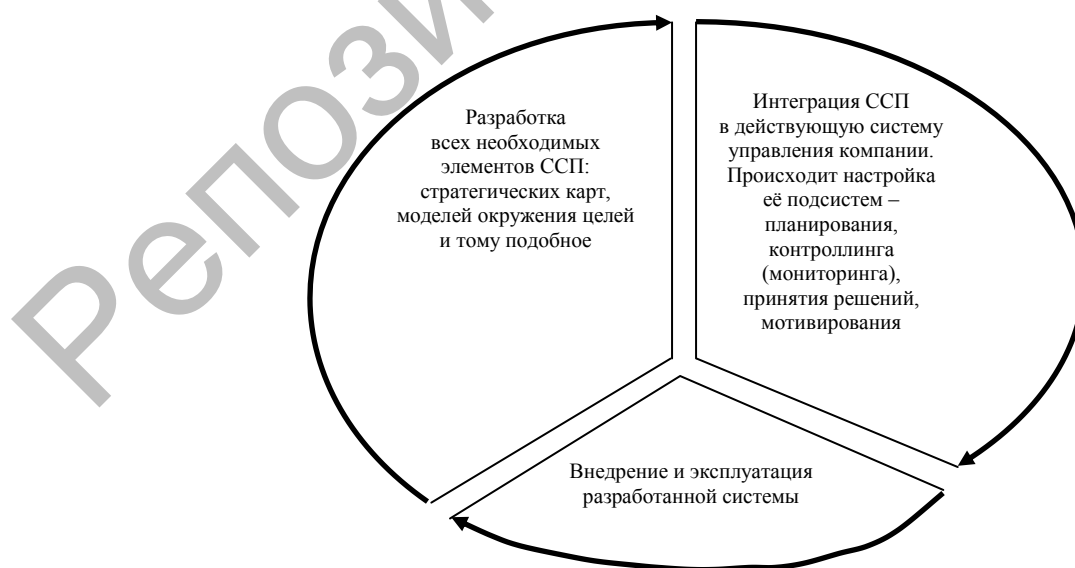 Репози
Разработка
всех необходимых
элементов ССП:
стратегических карт,
моделей окружения целей
и тому подобное
Интеграция ССП
в действующую систему
управления компании.
Происходит настройка
её подсистем –
планирования,
контроллинга
(мониторинга),
принятия решений,
мотивирования
Внедрение и эксплуатация
разработанной системы